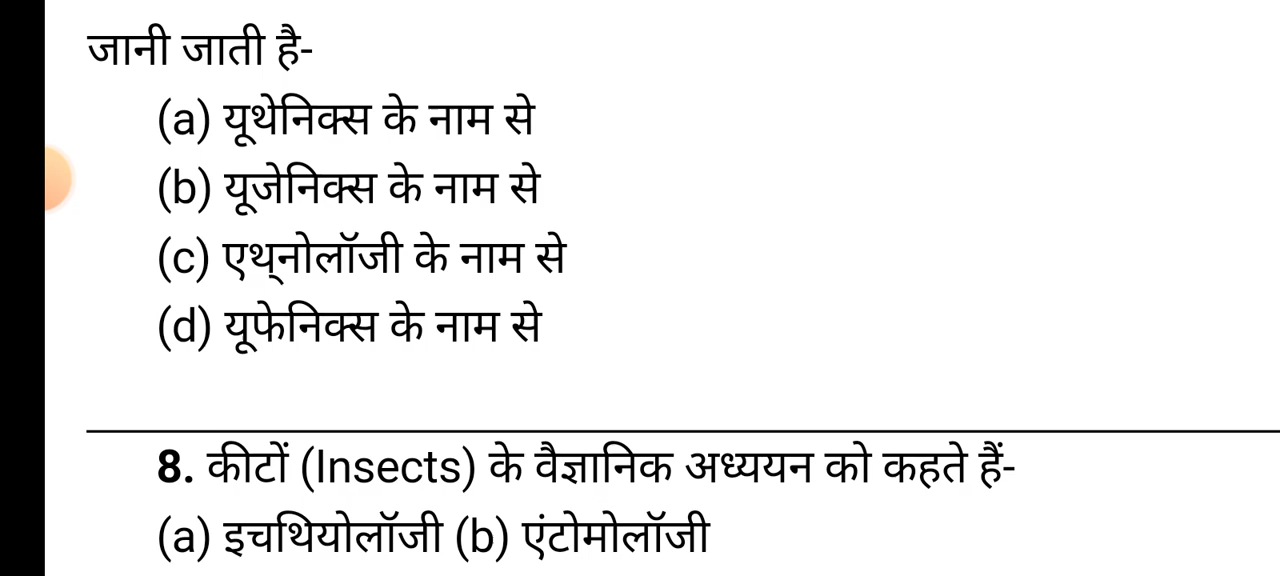 जानी जाती है-
(a) यूथेनिक्स के नाम से
(b) यूजेनिक्स के नाम से
(c) एथ्‌नोलॉजी के नाम से
(d) यूफेनिक्स के नाम से
8. कीटों (Insects) के वैज्ञानिक अध्ययन को कहते हैं-
(a) इचथियोलॉजी (b) एंटोमोलॉजी